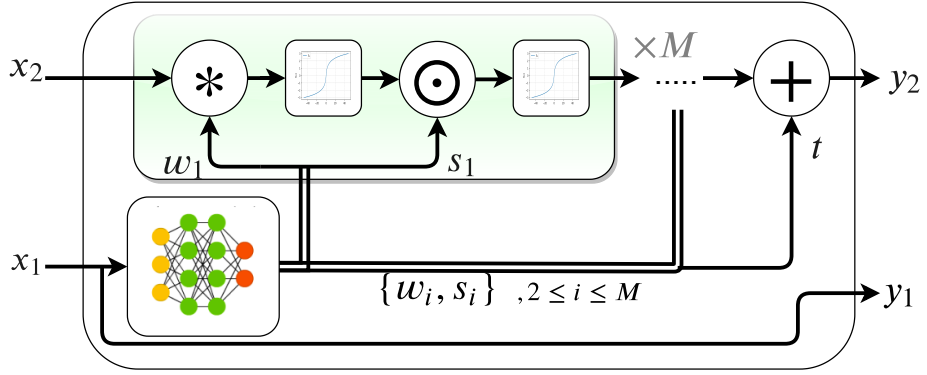 ×M
x₂
* ⊙ ..... + y₂
w₁ s₁ t
x₁
{wᵢ, sᵢ} , 2 ≤ i ≤ M
y₁